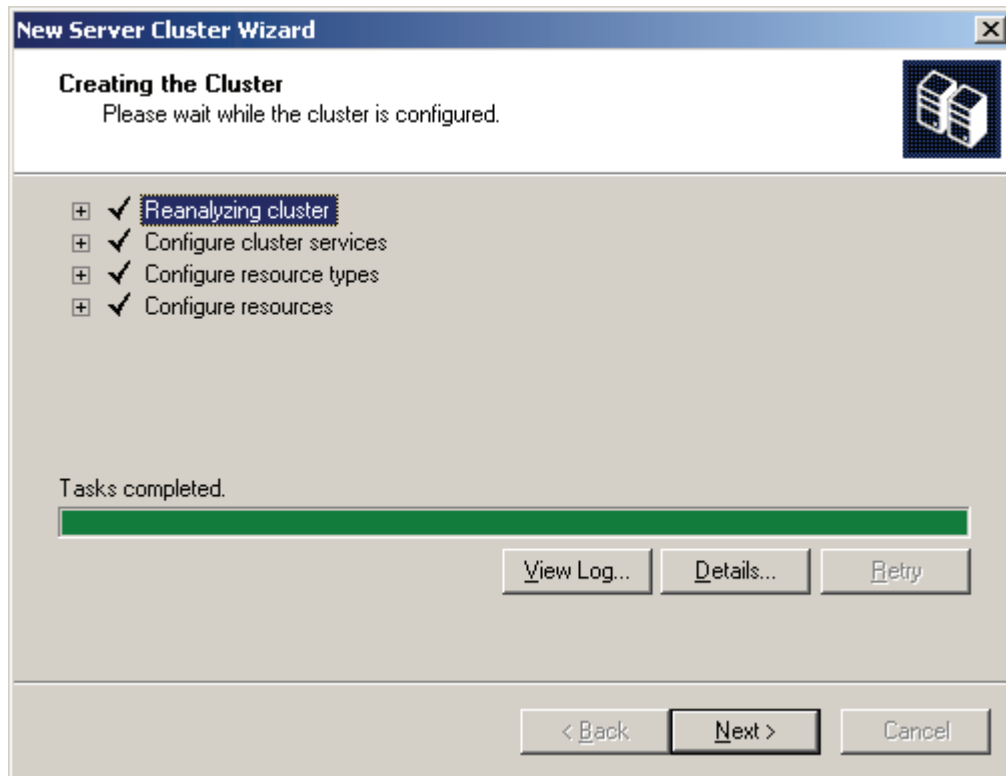 New Server Cluster Wizard
Creating the Cluster
Please wait while the cluster is configured.
Reanalyzing cluster
Configure cluster services
Configure resource types
Configure resources
Tasks completed.
View Log... Details... Retry
< Back Next > Cancel